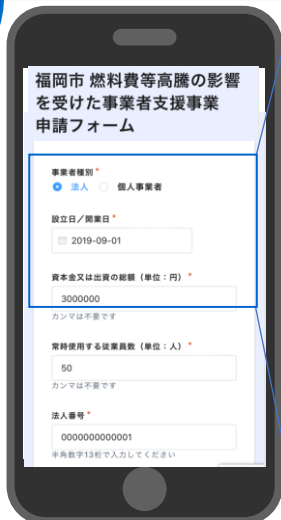 福岡市 燃料費等高騰の影響
を受けた事業者支援事業
申請フォーム
事業者種別*
法人 個人事業者
設立日／開業日*
2019-09-01
資本金又は出資の総額（単位：円）*
3000000
カンマは不要です
常時使用する従業員数（単位：人）*
50
カンマは不要です
法人番号*
0000000000001
半角数字13桁で入力してください